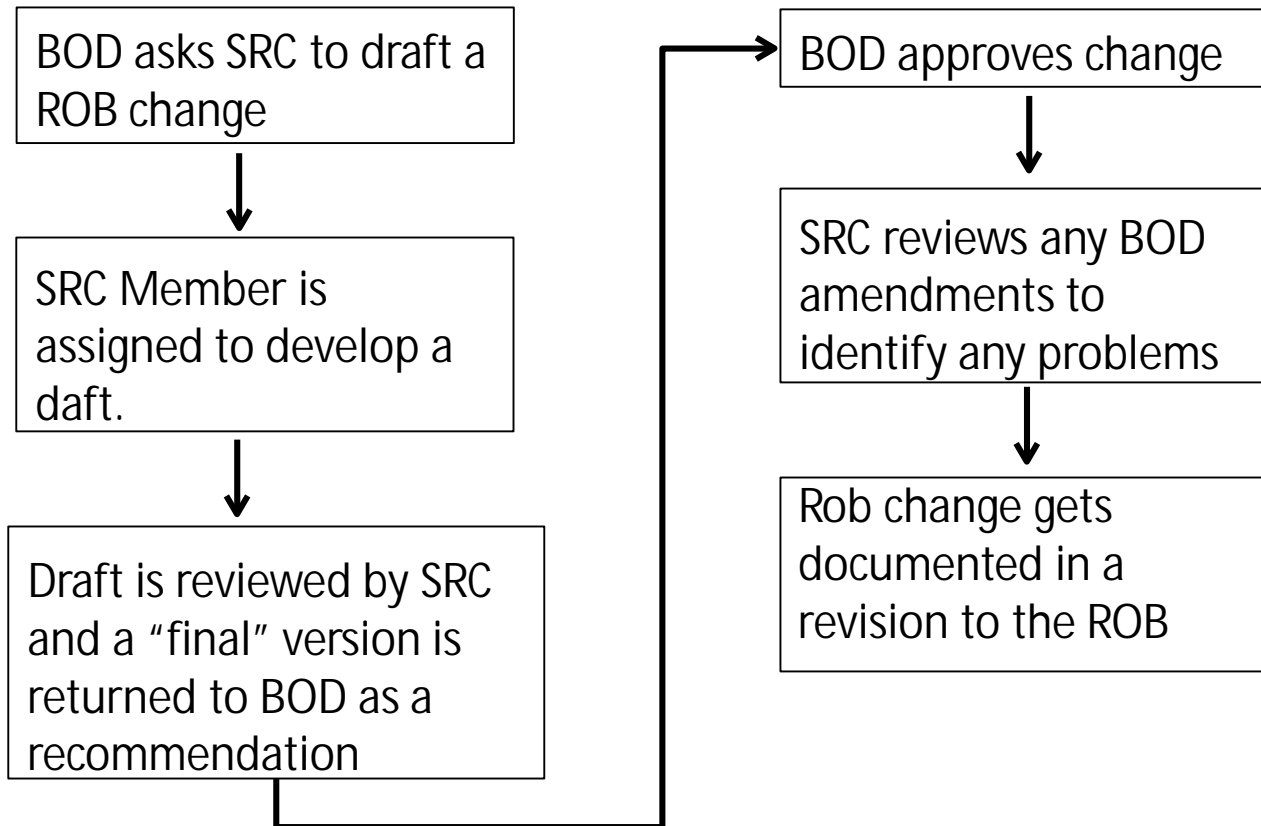 BOD asks SRC to draft a
ROB change
SRC Member is
assigned to develop a
daft.
Draft is reviewed by SRC
and a “final” version is
returned to BOD as a
recommendation
BOD approves change
SRC reviews any BOD
amendments to
identify any problems
Rob change gets
documented in a
revision to the ROB